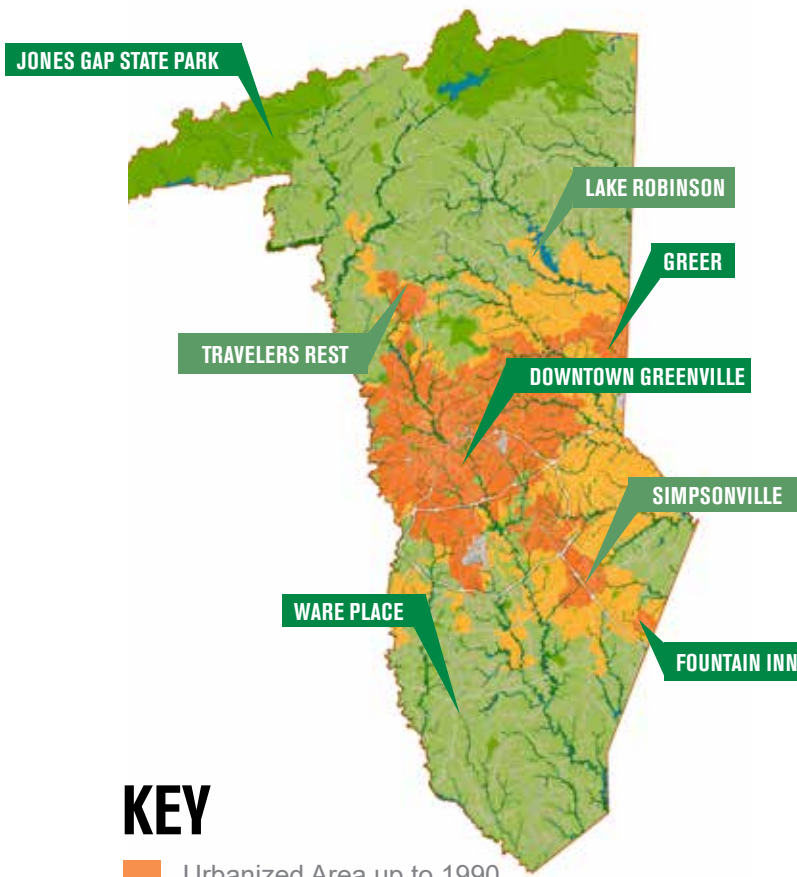 JONES GAP STATE PARK
LAKE ROBINSON
GREER
TRAVELERS REST
DOWNTOWN GREENVILLE
SIMPSONVILLE
WARE PLACE
FOUNTAIN INN
KEY
Urbanized Area up to 1990